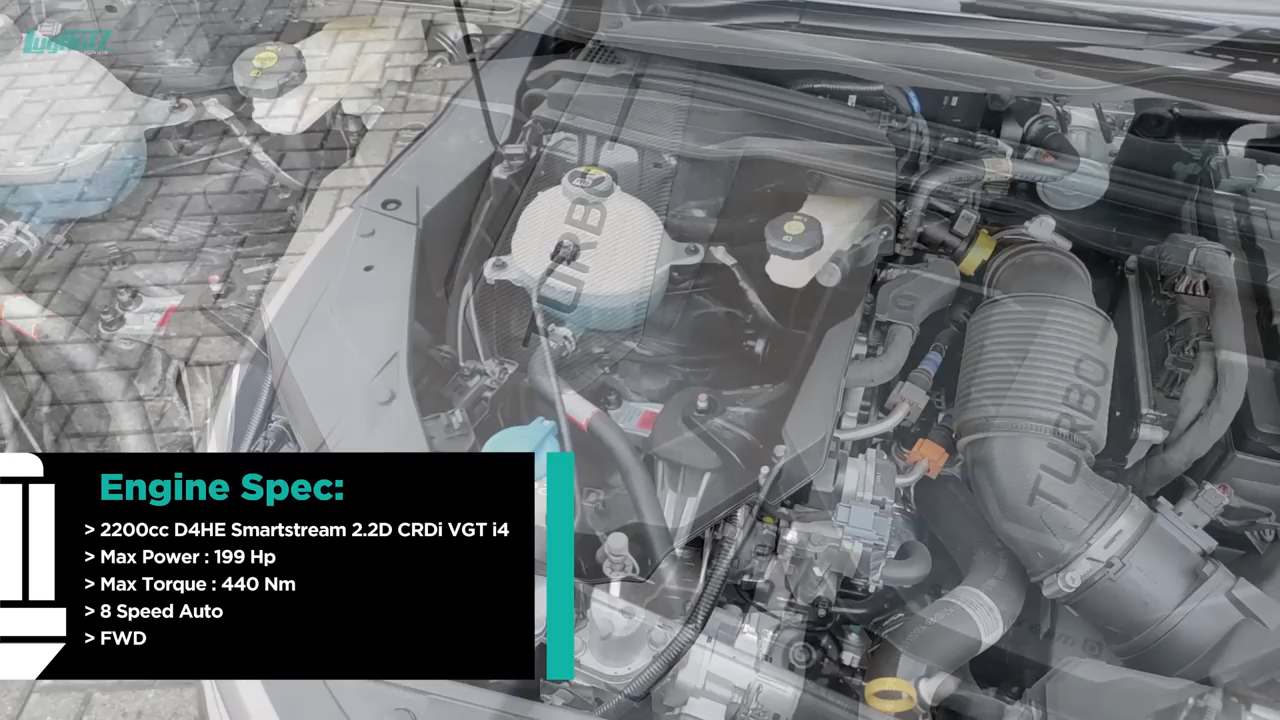 LugNutz
TURBO
TURBO
Engine Spec:
> 2200cc D4HE Smartstream 2.2D CRDi VGT i4
> Max Power : 199 Hp
> Max Torque : 440 Nm
> 8 Speed Auto
> FWD